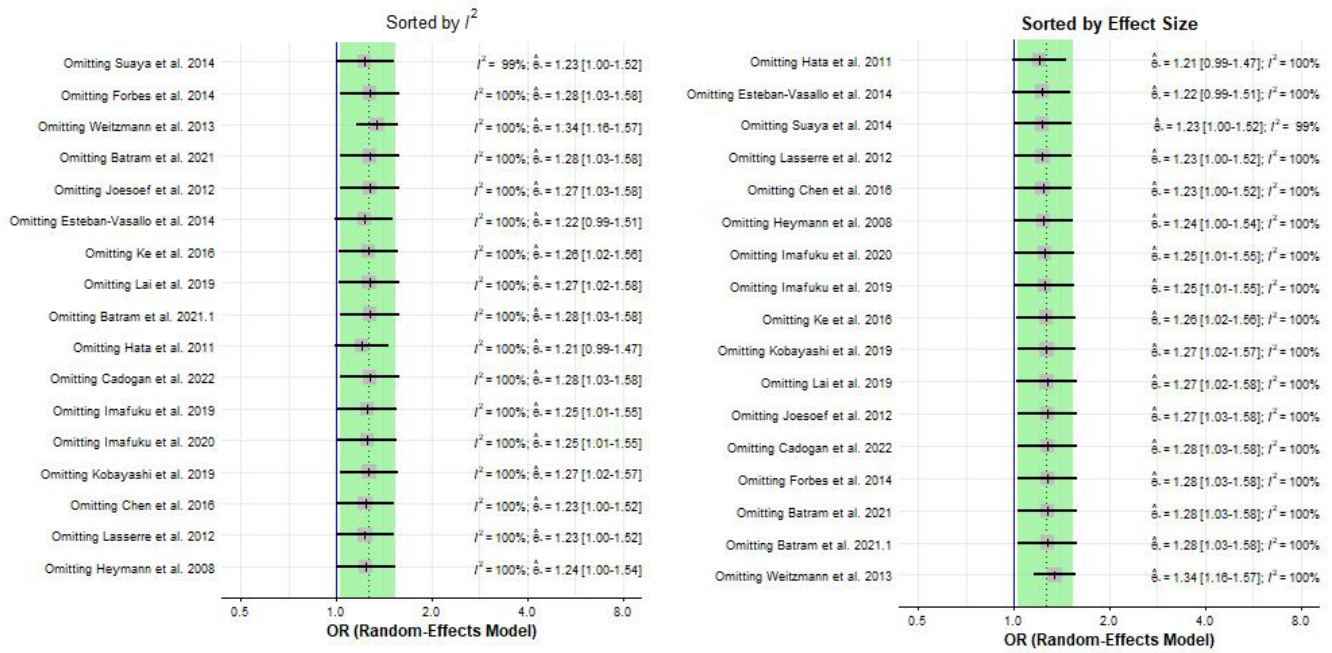 Sorted by I²
Omitting Suaya et al. 2014 I² = 99%; θ̂* = 1.23 [1.00-1.52]
Omitting Forbes et al. 2014 I² = 100%; θ̂* = 1.28 [1.03-1.58]
Omitting Weitzmann et al. 2013 I² = 100%; θ̂* = 1.34 [1.16-1.57]
Omitting Batram et al. 2021 I² = 100%; θ̂* = 1.28 [1.03-1.58]
Omitting Joesoef et al. 2012 I² = 100%; θ̂* = 1.27 [1.03-1.58]
Omitting Esteban-Vasallo et al. 2014 I² = 100%; θ̂* = 1.22 [0.99-1.51]
Omitting Ke et al. 2016 I² = 100%; θ̂* = 1.26 [1.02-1.56]
Omitting Lai et al. 2019 I² = 100%; θ̂* = 1.27 [1.02-1.58]
Omitting Batram et al. 2021.1 I² = 100%; θ̂* = 1.28 [1.03-1.58]
Omitting Hata et al. 2011 I² = 100%; θ̂* = 1.21 [0.99-1.47]
Omitting Cadogan et al. 2022 I² = 100%; θ̂* = 1.28 [1.03-1.58]
Omitting Imafuku et al. 2019 I² = 100%; θ̂* = 1.25 [1.01-1.55]
Omitting Imafuku et al. 2020 I² = 100%; θ̂* = 1.25 [1.01-1.55]
Omitting Kobayashi et al. 2019 I² = 100%; θ̂* = 1.27 [1.02-1.57]
Omitting Chen et al. 2016 I² = 100%; θ̂* = 1.23 [1.00-1.52]
Omitting Lasserre et al. 2012 I² = 100%; θ̂* = 1.23 [1.00-1.52]
Omitting Heymann et al. 2008 I² = 100%; θ̂* = 1.24 [1.00-1.54]
0.5 1.0 2.0 4.0 8.0
OR (Random-Effects Model)
Sorted by Effect Size
Omitting Hata et al. 2011 θ̂* = 1.21 [0.99-1.47]; I² = 100%
Omitting Esteban-Vasallo et al. 2014 θ̂* = 1.22 [0.99-1.51]; I² = 100%
Omitting Suaya et al. 2014 θ̂* = 1.23 [1.00-1.52]; I² = 99%
Omitting Lasserre et al. 2012 θ̂* = 1.23 [1.00-1.52]; I² = 100%
Omitting Chen et al. 2016 θ̂* = 1.23 [1.00-1.52]; I² = 100%
Omitting Heymann et al. 2008 θ̂* = 1.24 [1.00-1.54]; I² = 100%
Omitting Imafuku et al. 2020 θ̂* = 1.25 [1.01-1.55]; I² = 100%
Omitting Imafuku et al. 2019 θ̂* = 1.25 [1.01-1.55]; I² = 100%
Omitting Ke et al. 2016 θ̂* = 1.26 [1.02-1.56]; I² = 100%
Omitting Kobayashi et al. 2019 θ̂* = 1.27 [1.02-1.57]; I² = 100%
Omitting Lai et al. 2019 θ̂* = 1.27 [1.02-1.58]; I² = 100%
Omitting Joesoef et al. 2012 θ̂* = 1.27 [1.03-1.58]; I² = 100%
Omitting Cadogan et al. 2022 θ̂* = 1.28 [1.03-1.58]; I² = 100%
Omitting Forbes et al. 2014 θ̂* = 1.28 [1.03-1.58]; I² = 100%
Omitting Batram et al. 2021 θ̂* = 1.28 [1.03-1.58]; I² = 100%
Omitting Batram et al. 2021.1 θ̂* = 1.28 [1.03-1.58]; I² = 100%
Omitting Weitzmann et al. 2013 θ̂* = 1.34 [1.16-1.57]; I² = 100%
0.5 1.0 2.0 4.0 8.0
OR (Random-Effects Model)